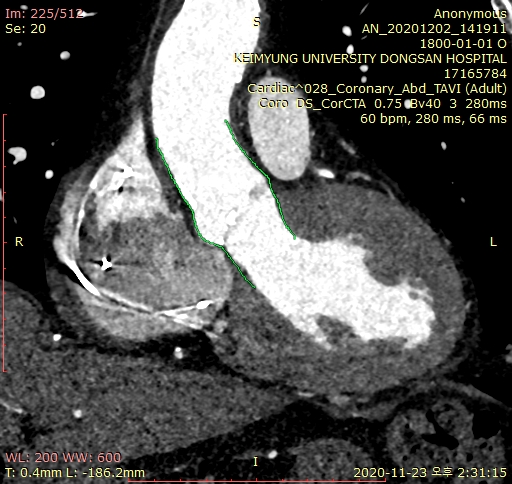 Im: 225/512
Se: 20
S
Anonymous
AN_20201202_141911
1800-01-01 O
KEIMYUNG UNIVERSITY DONGSAN HOSPITAL
17165784
Cardiac^028_Coronary_Abd_TAVI (Adult)
Coro DS_CorCTA 0.75 Bv40 3 280ms
60 bpm, 280 ms, 66 ms
R
L
WL: 200 WW: 600
T: 0.4mm L: -186.2mm
I
2020-11-23 오후 2:31:15